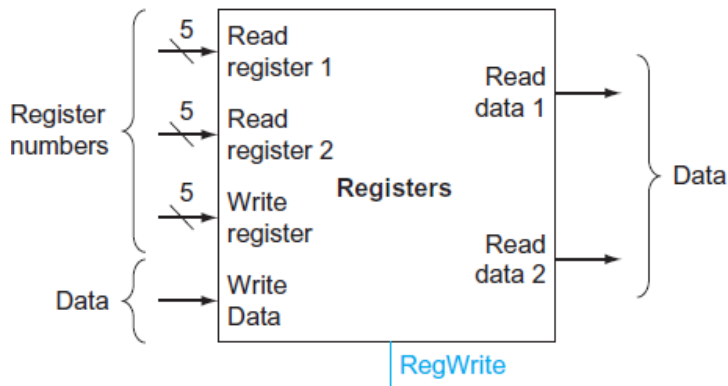 5
Read
register 1
5
Read
register 2
5
Write
register
Write
Data
Register
numbers
Data
Registers
Read
data 1
Read
data 2
Data
RegWrite